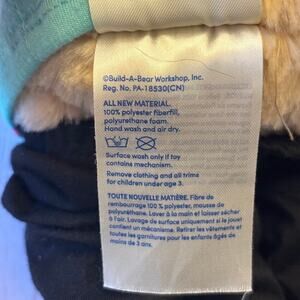 ©Build-A-Bear Workshop, Inc.
Reg. No. PA-18530(CN)
ALL NEW MATERIAL.
100% polyester fiberfill,
polyurethane foam.
Hand wash and air dry.
Surface wash only if toy
contains mechanism.
Remove clothing and all trims
for children under age 3.
TOUTE NOUVELLE MATIÈRE. Fibre de
rembourrage 100 % polyester, mousse de
polyuréthane. Laver à la main et laisser sécher
à l'air. Lavage de surface uniquement si le jouet
contient un mécanisme. Retirer les vêtements et
toutes les garnitures pour les enfants âgés de
moins de 3 ans.